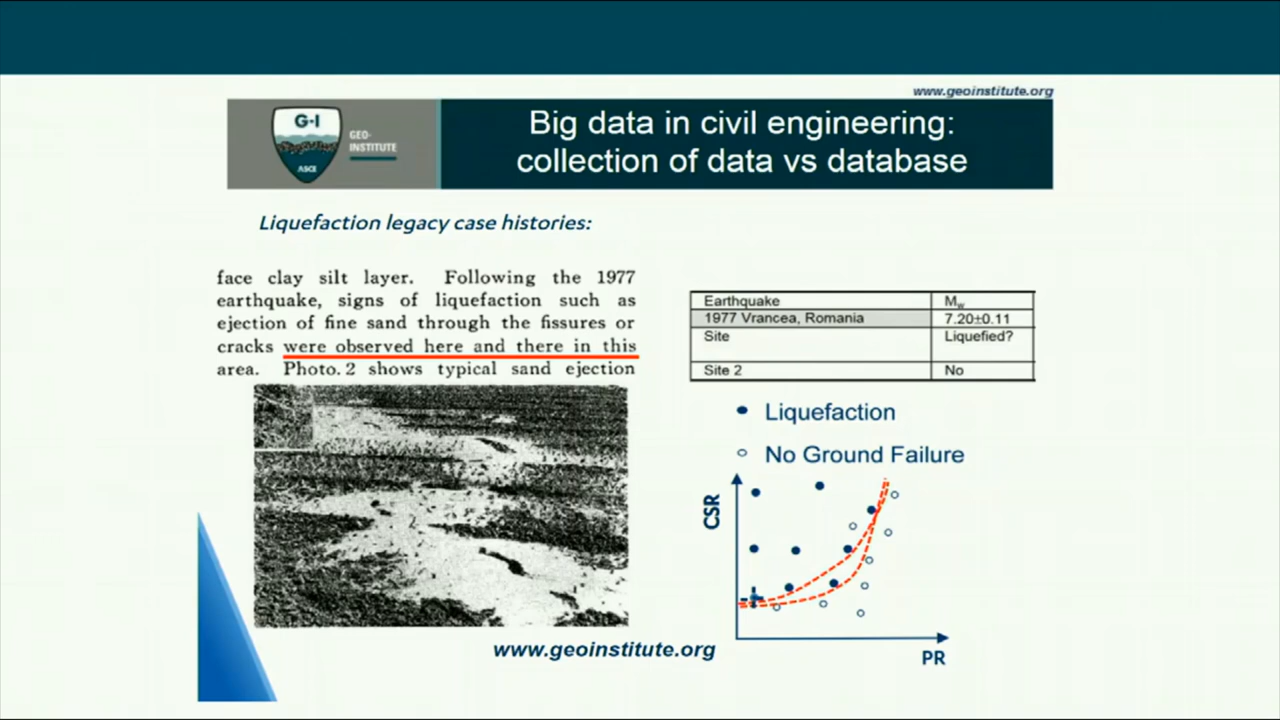 www.geoinstitute.org
G-I
GEO-
INSTITUTE
ASCE
Big data in civil engineering:
collection of data vs database
Liquefaction legacy case histories:
face clay silt layer. Following the 1977
earthquake, signs of liquefaction such as
ejection of fine sand through the fissures or
cracks were observed here and there in this
area. Photo. 2 shows typical sand ejection
Earthquake Mw
1977 Vrancea, Romania 7.20±0.11
Site Liquefied?
Site 2 No
Liquefaction
No Ground Failure
CSR
PR
www.geoinstitute.org